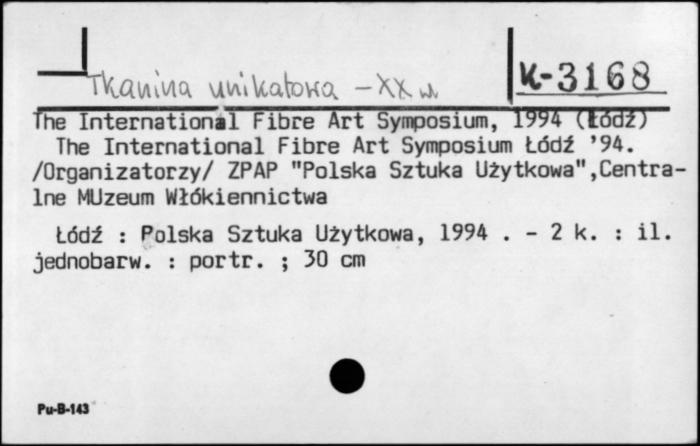 Tkanina unikatowa - XX w
K-3168
The International Fibre Art Symposium, 1994 (Łódź)
The International Fibre Art Symposium Łódź '94.
/Organizatorzy/ ZPAP "Polska Sztuka Użytkowa",Centra-
lne MUzeum Włókiennictwa
Łódź : Polska Sztuka Użytkowa, 1994 . - 2 k. : il.
jednobarw. : portr. ; 30 cm
Pu-B-143